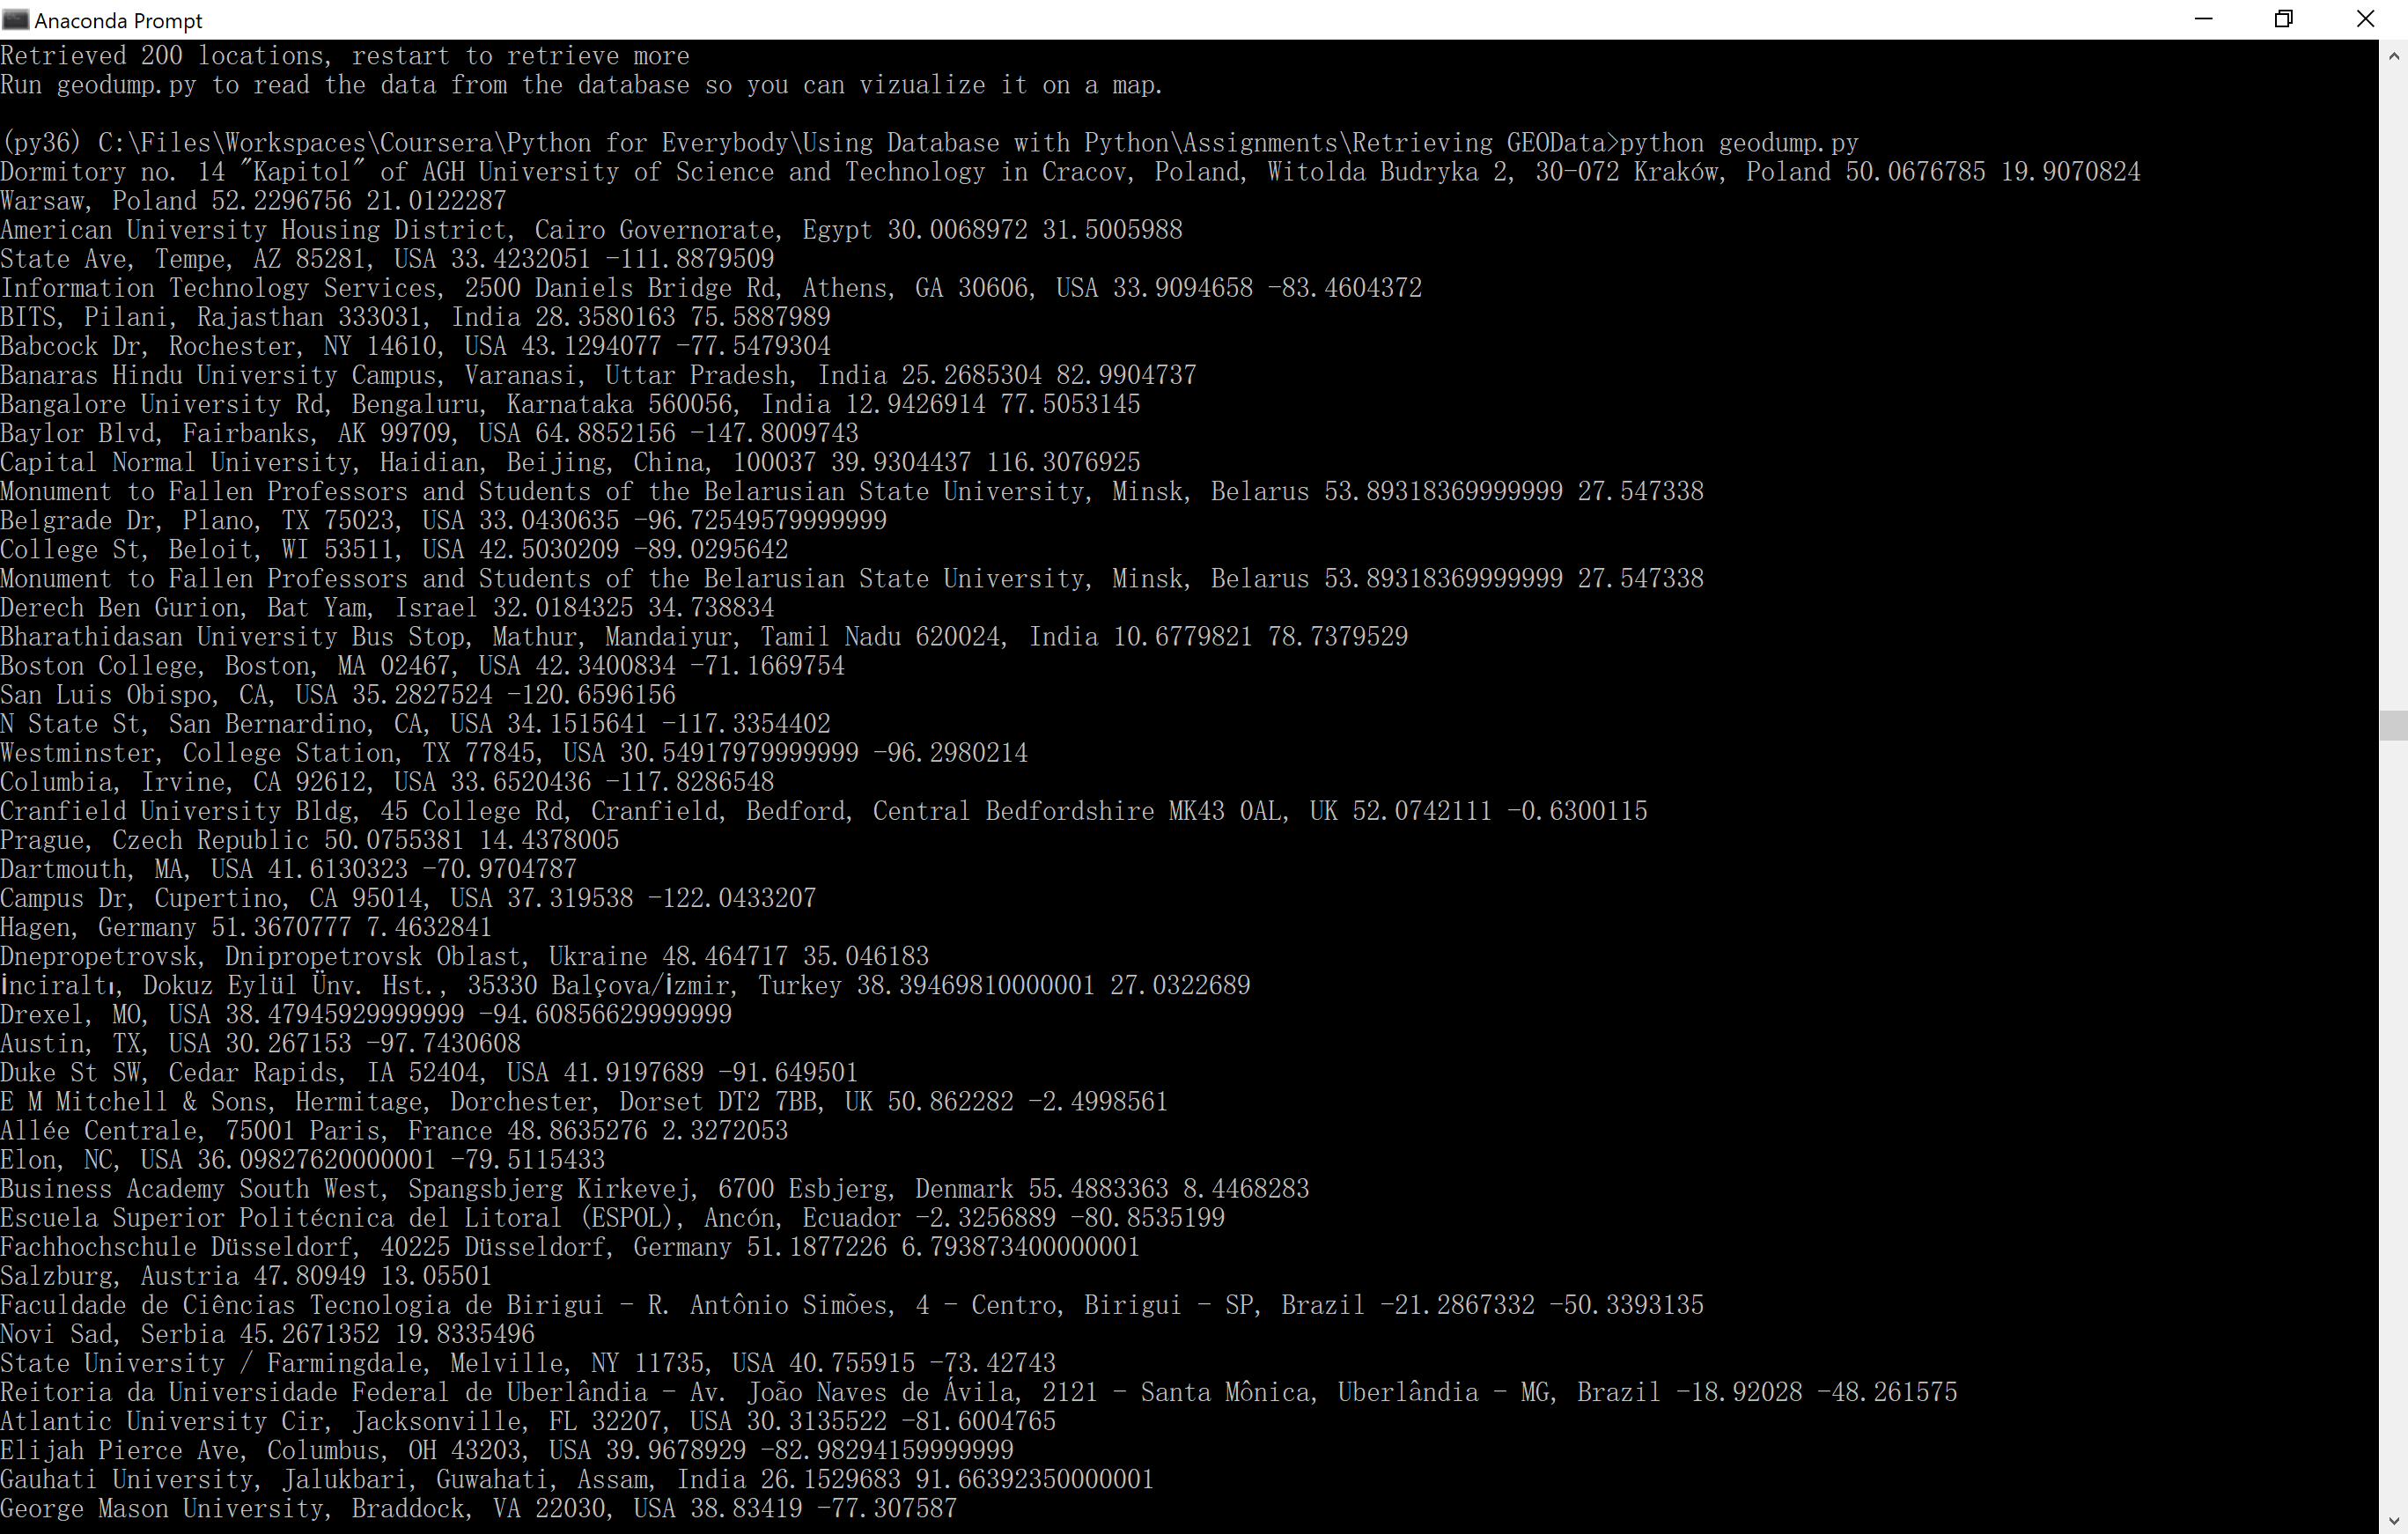 Anaconda Prompt
Retrieved 200 locations, restart to retrieve more
Run geodump.py to read the data from the database so you can vizualize it on a map.
(py36) C:\Files\Workspaces\Coursera\Python for Everybody\Using Database with Python\Assignments\Retrieving GEOData>python geodump.py
Dormitory no. 14 "Kapitol" of AGH University of Science and Technology in Cracov, Poland, Witolda Budryka 2, 30-072 Kraków, Poland 50.0676785 19.9070824
Warsaw, Poland 52.2296756 21.0122287
American University Housing District, Cairo Governorate, Egypt 30.0068972 31.5005988
State Ave, Tempe, AZ 85281, USA 33.4232051 -111.8879509
Information Technology Services, 2500 Daniels Bridge Rd, Athens, GA 30606, USA 33.9094658 -83.4604372
BITS, Pilani, Rajasthan 333031, India 28.3580163 75.5887989
Babcock Dr, Rochester, NY 14610, USA 43.1294077 -77.5479304
Banaras Hindu University Campus, Varanasi, Uttar Pradesh, India 25.2685304 82.9904737
Bangalore University Rd, Bengaluru, Karnataka 560056, India 12.9426914 77.5053145
Baylor Blvd, Fairbanks, AK 99709, USA 64.8852156 -147.8009743
Capital Normal University, Haidian, Beijing, China, 100037 39.9304437 116.3076925
Monument to Fallen Professors and Students of the Belarusian State University, Minsk, Belarus 53.89318369999999 27.547338
Belgrade Dr, Plano, TX 75023, USA 33.0430635 -96.72549579999999
College St, Beloit, WI 53511, USA 42.5030209 -89.0295642
Monument to Fallen Professors and Students of the Belarusian State University, Minsk, Belarus 53.89318369999999 27.547338
Derech Ben Gurion, Bat Yam, Israel 32.0184325 34.738834
Bharathidasan University Bus Stop, Mathur, Mandaiyur, Tamil Nadu 620024, India 10.6779821 78.7379529
Boston College, Boston, MA 02467, USA 42.3400834 -71.1669754
San Luis Obispo, CA, USA 35.2827524 -120.6596156
N State St, San Bernardino, CA, USA 34.1515641 -117.3354402
Westminster, College Station, TX 77845, USA 30.54917979999999 -96.2980214
Columbia, Irvine, CA 92612, USA 33.6520436 -117.8286548
Cranfield University Bldg, 45 College Rd, Cranfield, Bedford, Central Bedfordshire MK43 0AL, UK 52.0742111 -0.6300115
Prague, Czech Republic 50.0755381 14.4378005
Dartmouth, MA, USA 41.6130323 -70.9704787
Campus Dr, Cupertino, CA 95014, USA 37.319538 -122.0433207
Hagen, Germany 51.3670777 7.4632841
Dnepropetrovsk, Dnipropetrovsk Oblast, Ukraine 48.464717 35.046183
İnciraltı, Dokuz Eylül Ünv. Hst., 35330 Balçova/İzmir, Turkey 38.39469810000001 27.0322689
Drexel, MO, USA 38.47945929999999 -94.60856629999999
Austin, TX, USA 30.267153 -97.7430608
Duke St SW, Cedar Rapids, IA 52404, USA 41.9197689 -91.649501
E M Mitchell & Sons, Hermitage, Dorchester, Dorset DT2 7BB, UK 50.862282 -2.4998561
Allée Centrale, 75001 Paris, France 48.8635276 2.3272053
Elon, NC, USA 36.09827620000001 -79.5115433
Business Academy South West, Spangsbjerg Kirkevej, 6700 Esbjerg, Denmark 55.4883363 8.4468283
Escuela Superior Politécnica del Litoral (ESPOL), Ancón, Ecuador -2.3256889 -80.8535199
Fachhochschule Düsseldorf, 40225 Düsseldorf, Germany 51.1877226 6.793873400000001
Salzburg, Austria 47.80949 13.05501
Faculdade de Ciências Tecnologia de Birigui - R. Antônio Simões, 4 - Centro, Birigui - SP, Brazil -21.2867332 -50.3393135
Novi Sad, Serbia 45.2671352 19.8335496
State University / Farmingdale, Melville, NY 11735, USA 40.755915 -73.42743
Reitoria da Universidade Federal de Uberlândia - Av. João Naves de Ávila, 2121 - Santa Mônica, Uberlândia - MG, Brazil -18.92028 -48.261575
Atlantic University Cir, Jacksonville, FL 32207, USA 30.3135522 -81.6004765
Elijah Pierce Ave, Columbus, OH 43203, USA 39.9678929 -82.98294159999999
Gauhati University, Jalukbari, Guwahati, Assam, India 26.1529683 91.66392350000001
George Mason University, Braddock, VA 22030, USA 38.83419 -77.307587